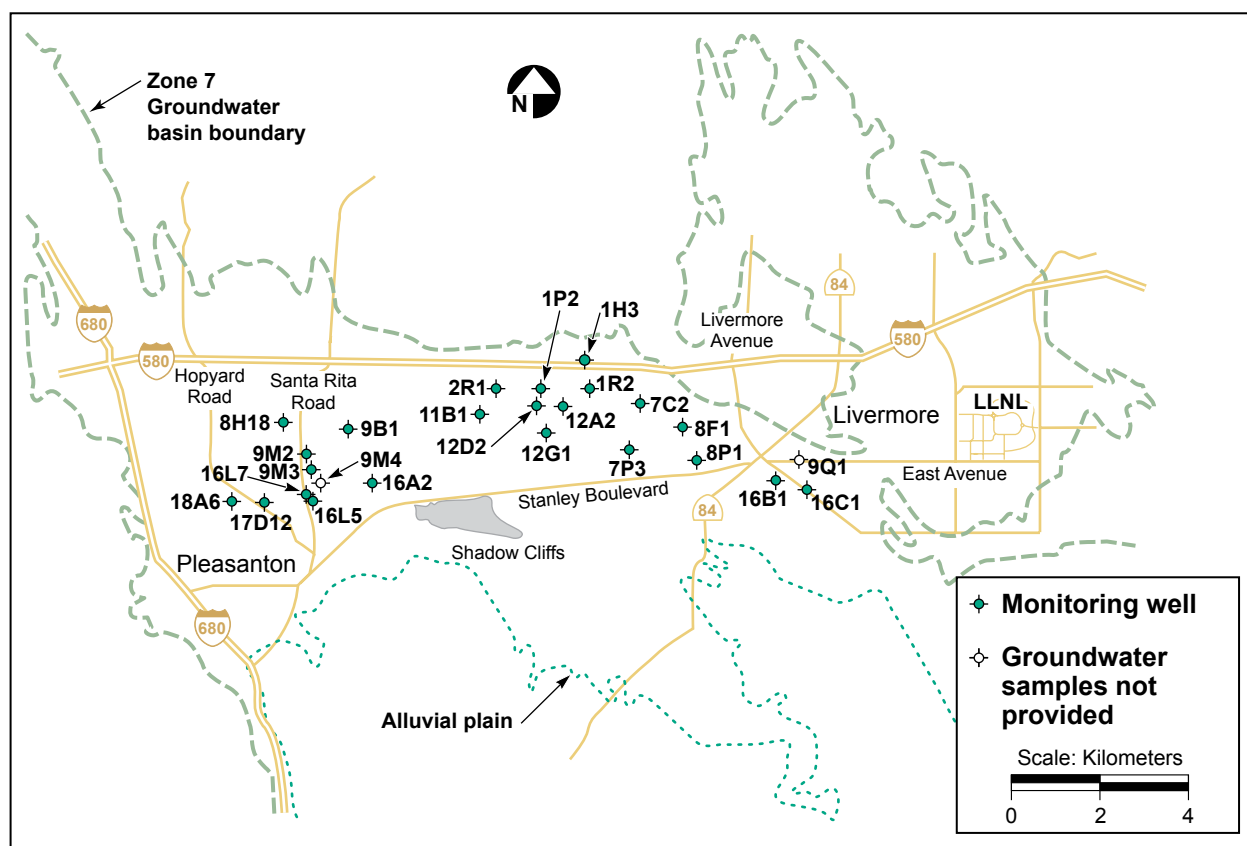 Zone 7
Groundwater
basin boundary
N
84
1P2
1H3
680
Livermore
Avenue
580
580
Hopyard
Road
Santa Rita
Road
2R1
1R2
7C2
LLNL
11B1
12A2
Livermore
8H18
9B1
12D2
12G1
8F1
9M2
9M4
7P3
8P1
9M3
9Q1
East Avenue
16L7
16A2
16B1
16C1
Stanley Boulevard
18A6
17D12
16L5
84
Shadow Cliffs
Pleasanton
680
Alluvial plain
Monitoring well
Groundwater
samples not
provided
Scale: Kilometers
0 2 4